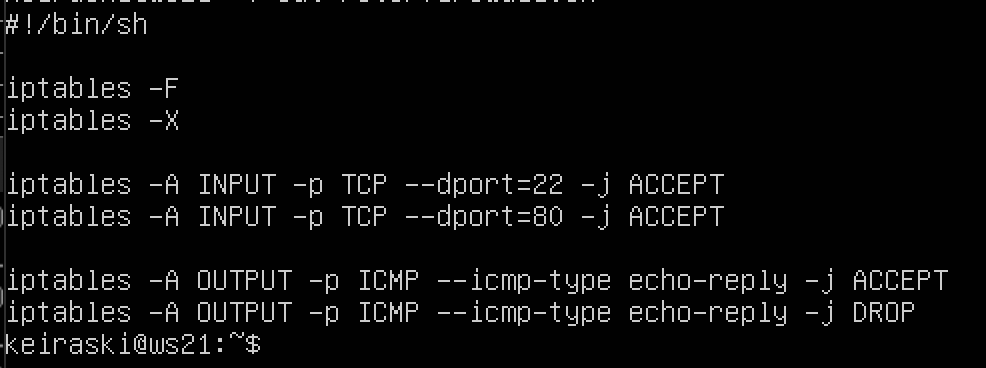 #!/bin/sh
iptables -F
iptables -X
iptables -A INPUT -p TCP --dport=22 -j ACCEPT
iptables -A INPUT -p TCP --dport=80 -j ACCEPT
iptables -A OUTPUT -p ICMP --icmp-type echo-reply -j ACCEPT
iptables -A OUTPUT -p ICMP --icmp-type echo-reply -j DROP
keiraski@ws21:~$